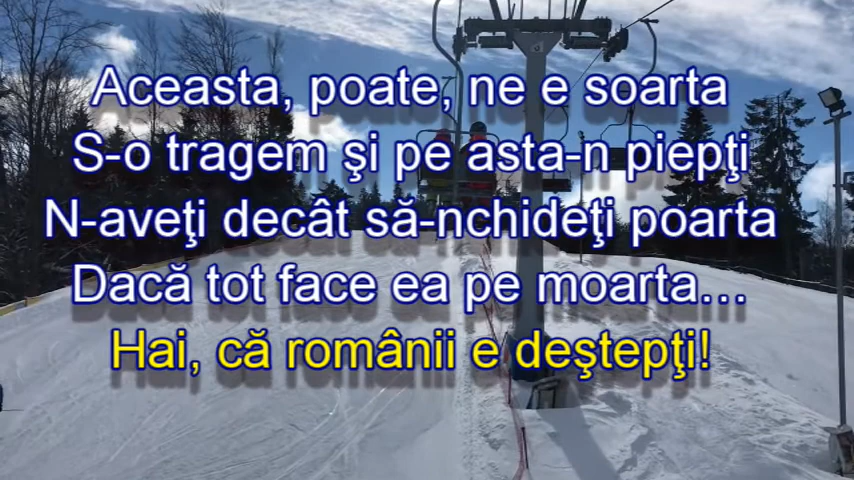 Aceasta, poate, ne e soarta
S-o tragem şi pe asta-n piepţi
N-aveţi decât să-nchideţi poarta
Dacă tot face ea pe moarta…
Hai, că românii e deştepţi!